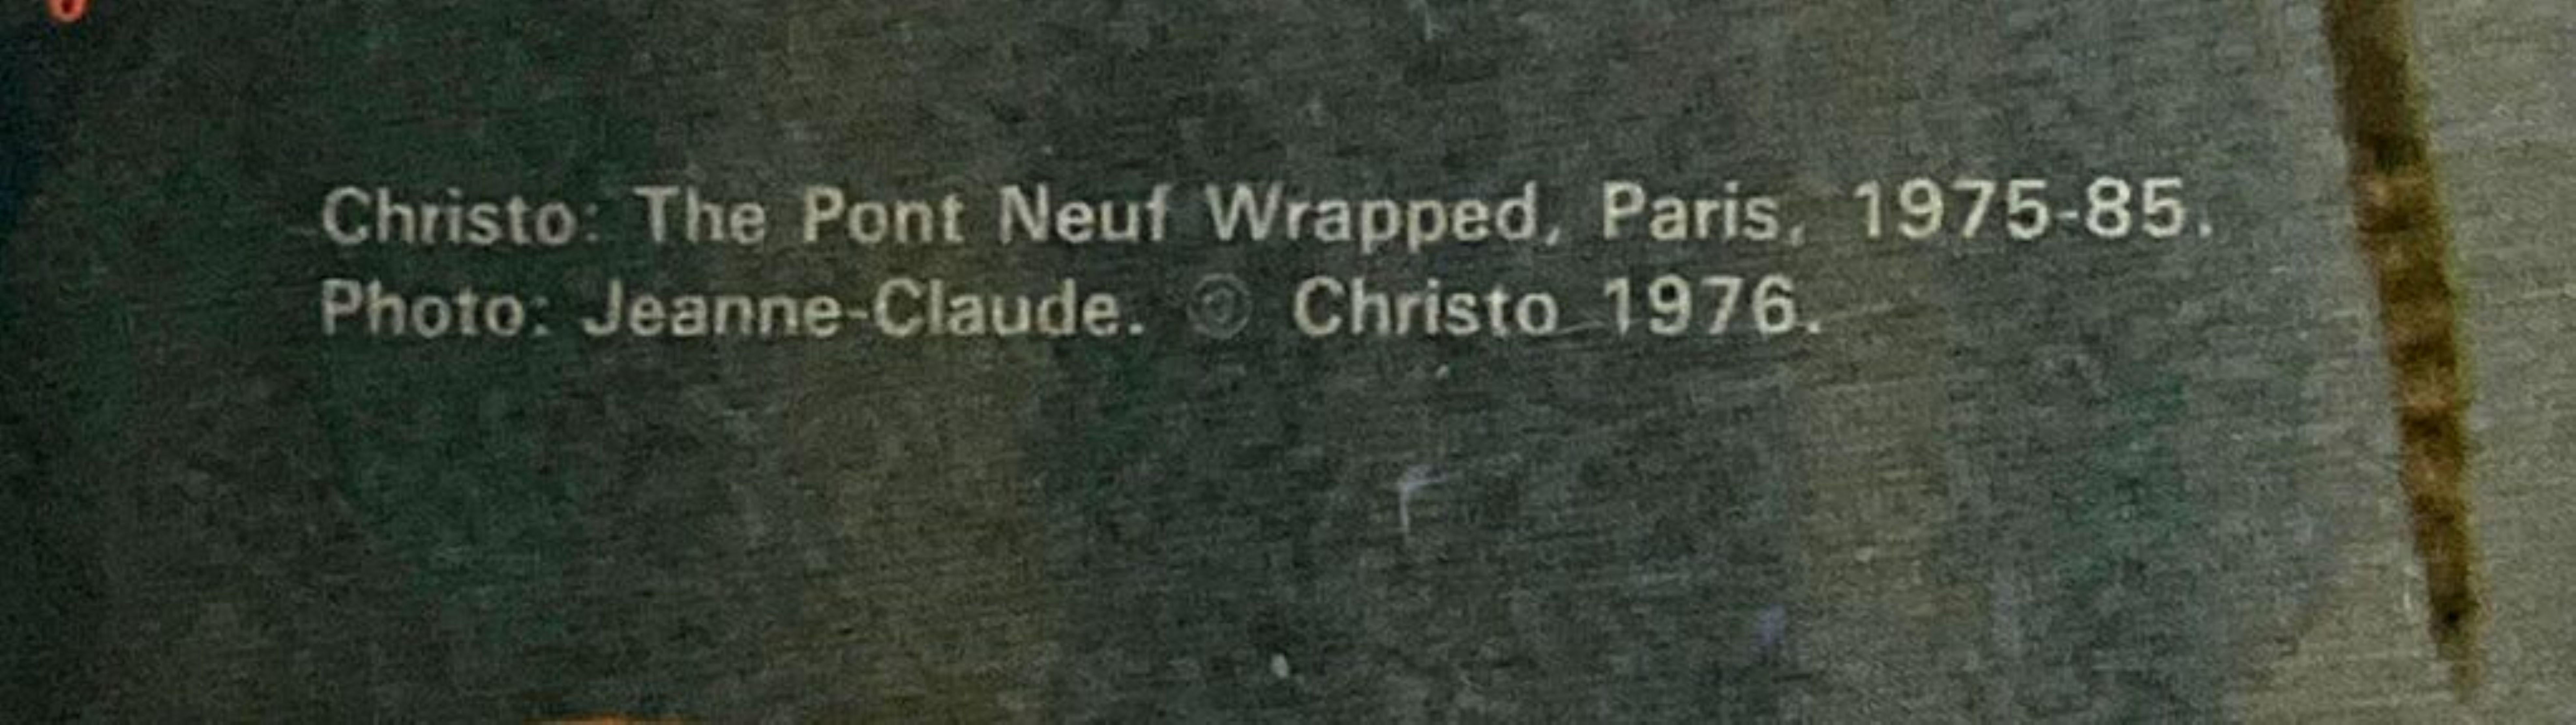 Christo: The Pont Neuf Wrapped, Paris, 1975-85.
Photo: Jeanne-Claude. © Christo 1976.